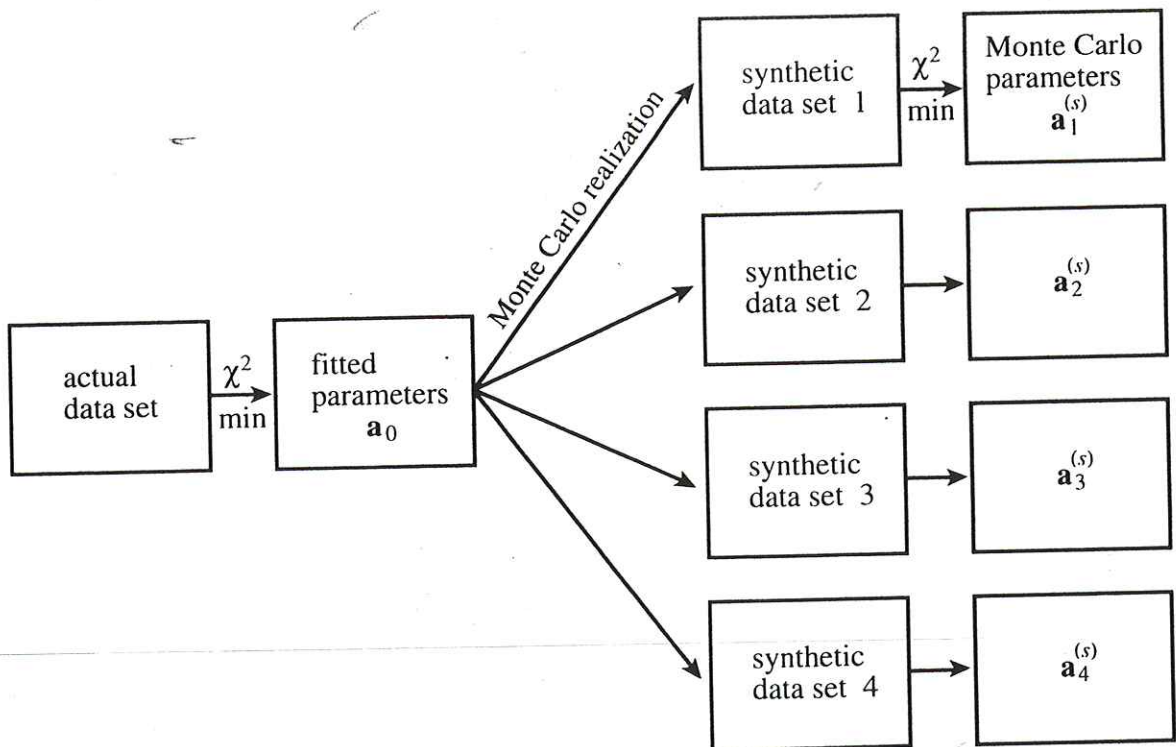 actual
data set
χ²
min
fitted
parameters
a₀
Monte Carlo realization
synthetic
data set 1
χ²
min
Monte Carlo
parameters
a₁⁽ˢ⁾
synthetic
data set 2
a₂⁽ˢ⁾
synthetic
data set 3
a₃⁽ˢ⁾
synthetic
data set 4
a₄⁽ˢ⁾